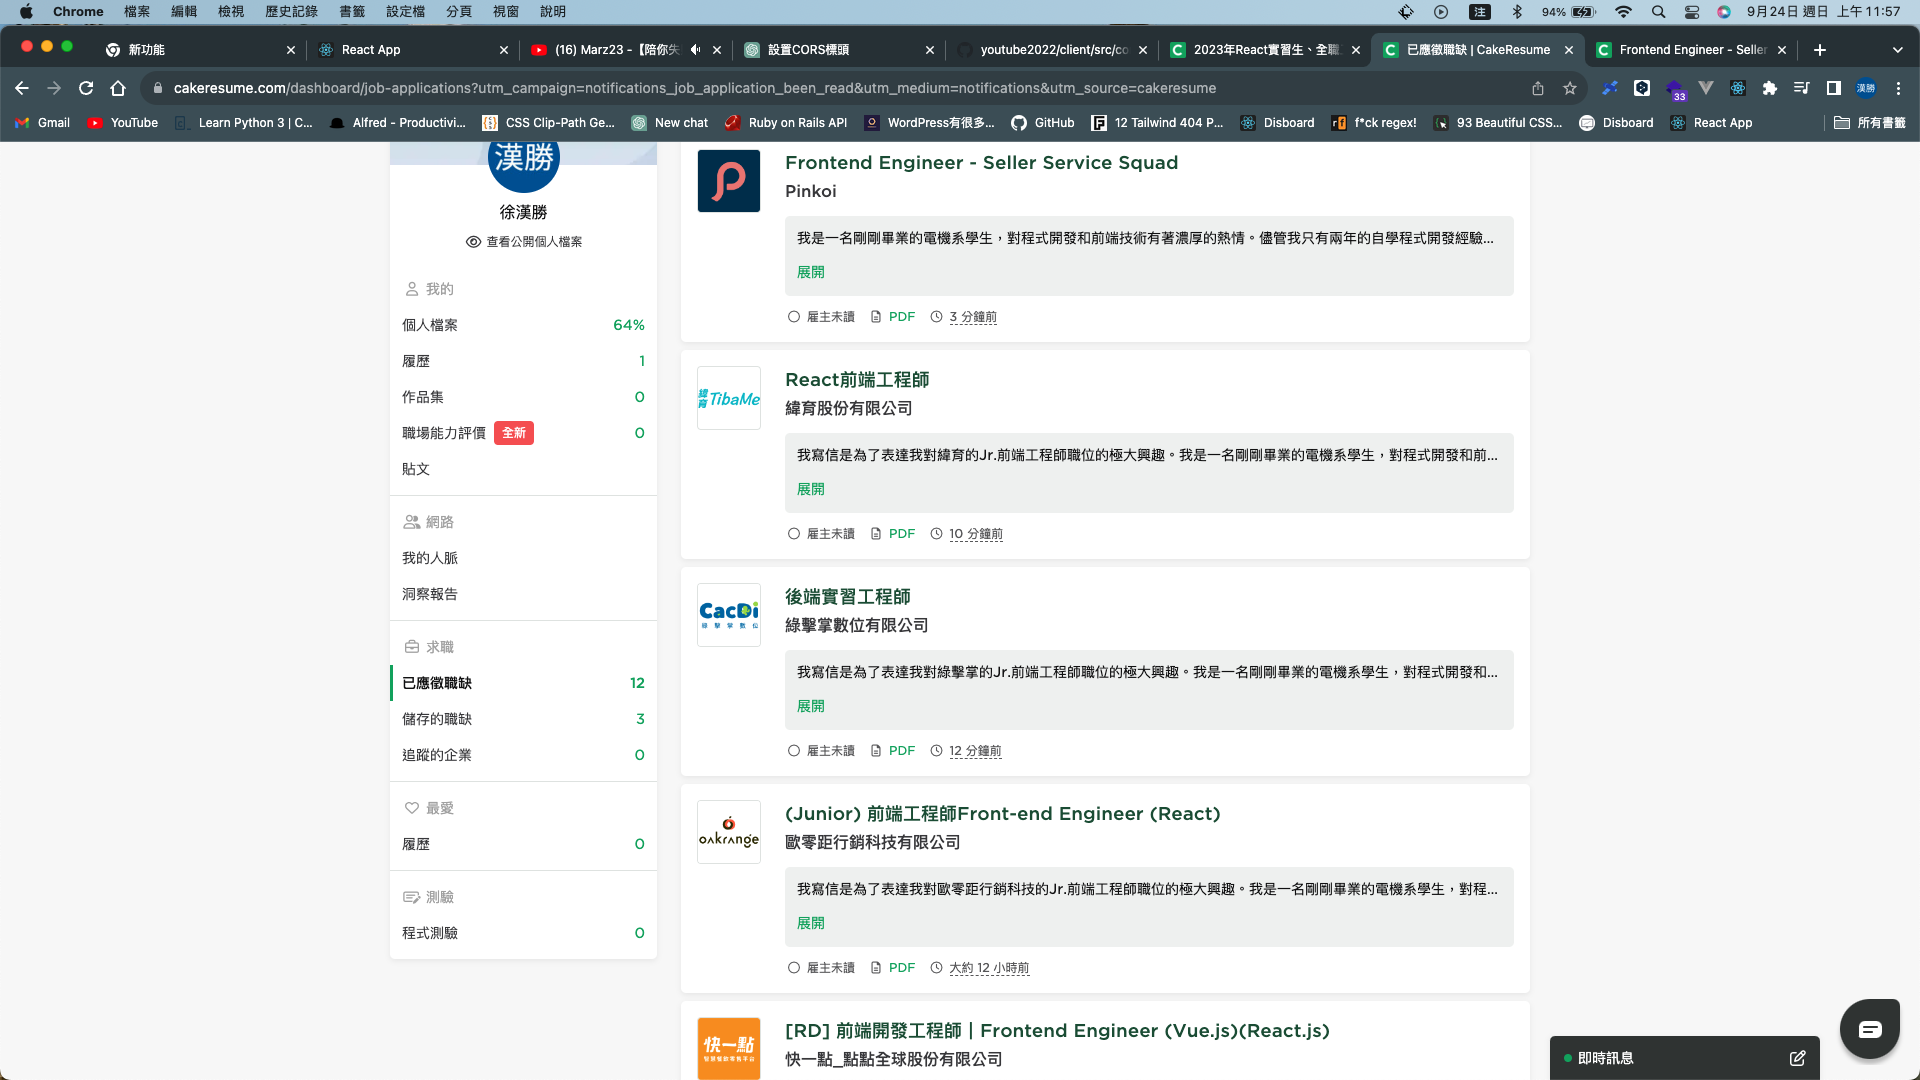 Chrome 檔案 編輯 檢視 歷史記錄 書籤 設定檔 分頁 視窗 說明 注 94% 9月24日 週日 上午 11:57
新功能
React App
(16) Marz23 -【陪你失
設置CORS標頭
youtube2022/client/src/co
2023年React實習生、全職
已應徵職缺 | CakeResume
Frontend Engineer - Seller
cakeresume.com/dashboard/job-applications?utm_campaign=notifications_job_application_been_read&utm_medium=notifications&utm_source=cakeresume
33
漢勝
Gmail YouTube Learn Python 3 | C... Alfred - Productivi... CSS Clip-Path Ge... New chat Ruby on Rails API WordPress有很多... GitHub 12 Tailwind 404 P... Disboard f*ck regex! 93 Beautiful CSS... Disboard React App 所有書籤
漢勝
徐漢勝
查看公開個人檔案
我的
個人檔案 64%
履歷 1
作品集 0
職場能力評價 全新 0
貼文
網路
我的人脈
洞察報告
求職
已應徵職缺 12
儲存的職缺 3
追蹤的企業 0
最愛
履歷 0
測驗
程式測驗 0
Frontend Engineer - Seller Service Squad
Pinkoi
我是一名剛剛畢業的電機系學生，對程式開發和前端技術有著濃厚的熱情。儘管我只有兩年的自學程式開發經驗...
展開
雇主未讀 PDF 3 分鐘前
緯育 TibaMe
React前端工程師
緯育股份有限公司
我寫信是為了表達我對緯育的Jr.前端工程師職位的極大興趣。我是一名剛剛畢業的電機系學生，對程式開發和前...
展開
雇主未讀 PDF 10 分鐘前
CacDi
綠擊掌數位
後端實習工程師
綠擊掌數位有限公司
我寫信是為了表達我對綠擊掌的Jr.前端工程師職位的極大興趣。我是一名剛剛畢業的電機系學生，對程式開發和...
展開
雇主未讀 PDF 12 分鐘前
oakrange
(Junior) 前端工程師Front-end Engineer (React)
歐零距行銷科技有限公司
我寫信是為了表達我對歐零距行銷科技的Jr.前端工程師職位的極大興趣。我是一名剛剛畢業的電機系學生，對程...
展開
雇主未讀 PDF 大約 12 小時前
快一點
[RD] 前端開發工程師｜Frontend Engineer (Vue.js)(React.js)
快一點_點點全球股份有限公司
即時訊息